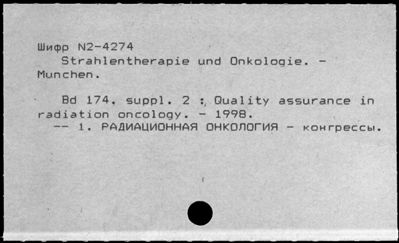 Шифр N2-4274
Strahlentherapie und Onkologie. -
Munchen.
Bd 174, suppl. 2 : Quality assurance in
radiation oncology. - 1998.
-- 1. РАДИАЦИОННАЯ ОНКОЛОГИЯ - конгрессы.